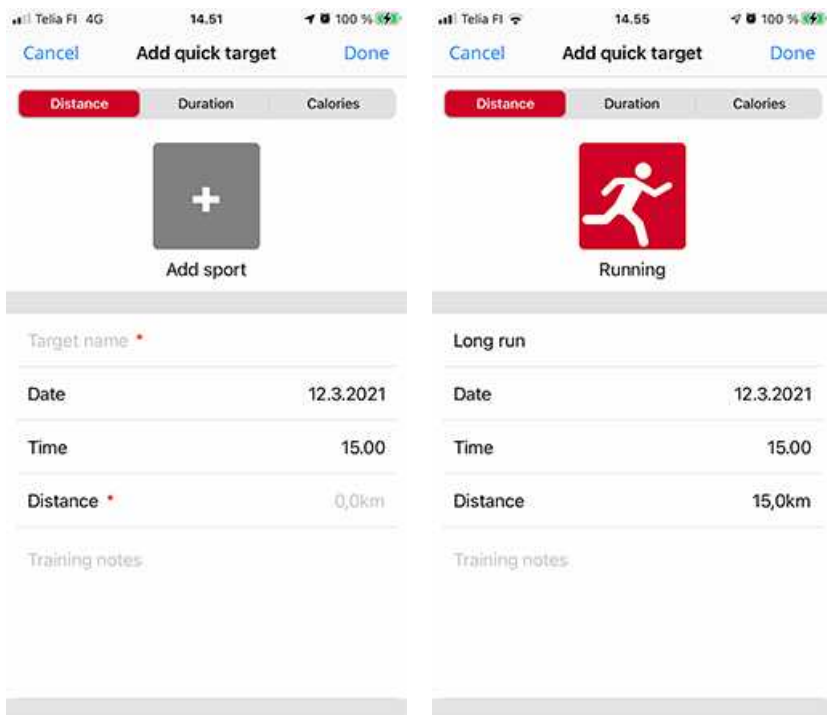 Telia FI 4G 14.51 100 %
Cancel Add quick target Done
Distance Duration Calories
+
Add sport
Target name *
Date 12.3.2021
Time 15.00
Distance * 0,0km
Training notes
Telia FI 14.55 100 %
Cancel Add quick target Done
Distance Duration Calories
Running
Long run
Date 12.3.2021
Time 15.00
Distance 15,0km
Training notes